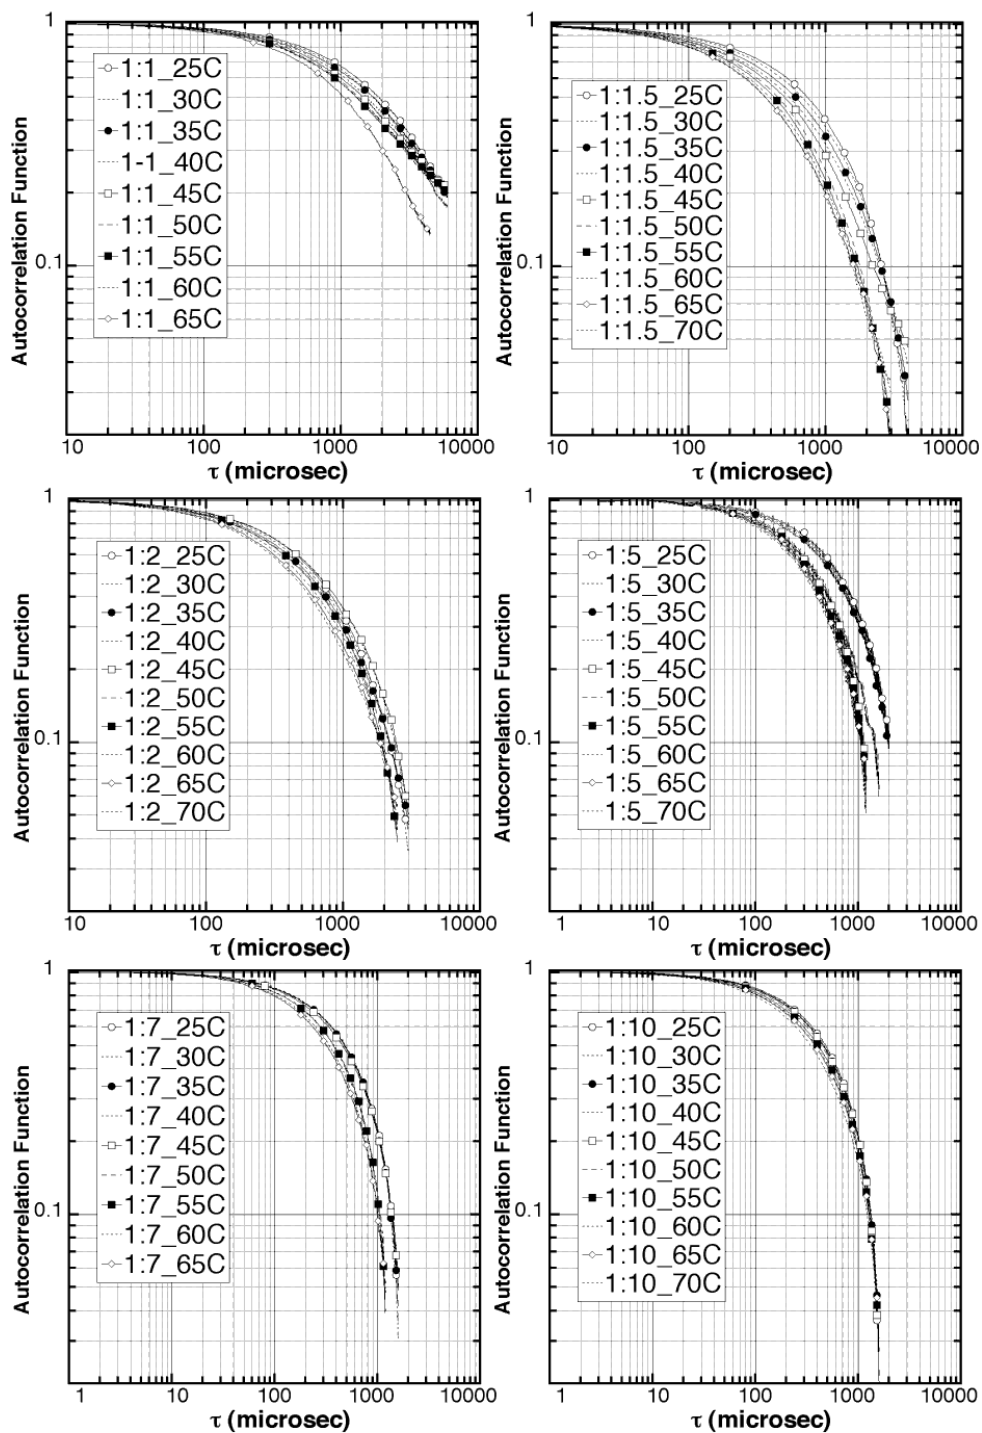 1
0.1
Autocorrelation Function
1:1_25C
1:1_30C
1:1_35C
1-1_40C
1:1_45C
1:1_50C
1:1_55C
1:1_60C
1:1_65C
10 100 1000 10000
τ (microsec)
1
0.1
Autocorrelation Function
1:1.5_25C
1:1.5_30C
1:1.5_35C
1:1.5_40C
1:1.5_45C
1:1.5_50C
1:1.5_55C
1:1.5_60C
1:1.5_65C
1:1.5_70C
10 100 1000 10000
τ (microsec)
1
0.1
Autocorrelation Function
1:2_25C
1:2_30C
1:2_35C
1:2_40C
1:2_45C
1:2_50C
1:2_55C
1:2_60C
1:2_65C
1:2_70C
10 100 1000 10000
τ (microsec)
1
0.1
Autocorrelation Function
1:5_25C
1:5_30C
1:5_35C
1:5_40C
1:5_45C
1:5_50C
1:5_55C
1:5_60C
1:5_65C
1:5_70C
1 10 100 1000 10000
τ (microsec)
1
0.1
Autocorrelation Function
1:7_25C
1:7_30C
1:7_35C
1:7_40C
1:7_45C
1:7_50C
1:7_55C
1:7_60C
1:7_65C
1 10 100 1000 10000
τ (microsec)
1
0.1
Autocorrelation Function
1:10_25C
1:10_30C
1:10_35C
1:10_40C
1:10_45C
1:10_50C
1:10_55C
1:10_60C
1:10_65C
1:10_70C
1 10 100 1000 10000
τ (microsec)